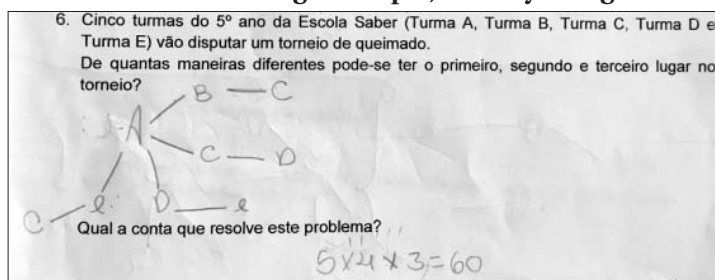 6. Cinco turmas do 5º ano da Escola Saber (Turma A, Turma B, Turma C, Turma D e
Turma E) vão disputar um torneio de queimado.
De quantas maneiras diferentes pode-se ter o primeiro, segundo e terceiro lugar no
torneio?
B — C
A
C — D
C — e
D — e
Qual a conta que resolve este problema?
5x4x3=60